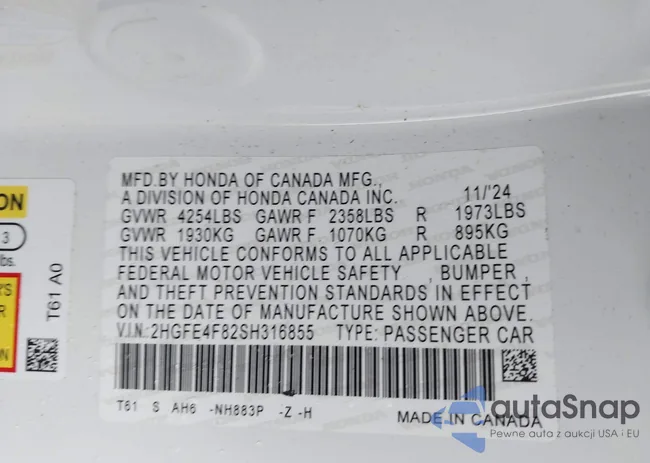 MFD.BY HONDA OF CANADA MFG.,
A DIVISION OF HONDA CANADA INC. 11/'24
GVWR 4254LBS GAWR F 2358LBS R 1973LBS
GVWR 1930KG GAWR F 1070KG R 895KG
THIS VEHICLE CONFORMS TO ALL APPLICABLE
FEDERAL MOTOR VEHICLE SAFETY , BUMPER ,
AND THEFT PREVENTION STANDARDS IN EFFECT
ON THE DATE OF MANUFACTURE SHOWN ABOVE.
V.I.N.: 2HGFE4F82SH316855 TYPE: PASSENGER CAR
T61 S AH6 -NH883P -Z -H
MADE IN CANADA
ON
3
lbs.
'S
R
N
T61 A0
autoSnap
Pewne auta z aukcji USA i EU